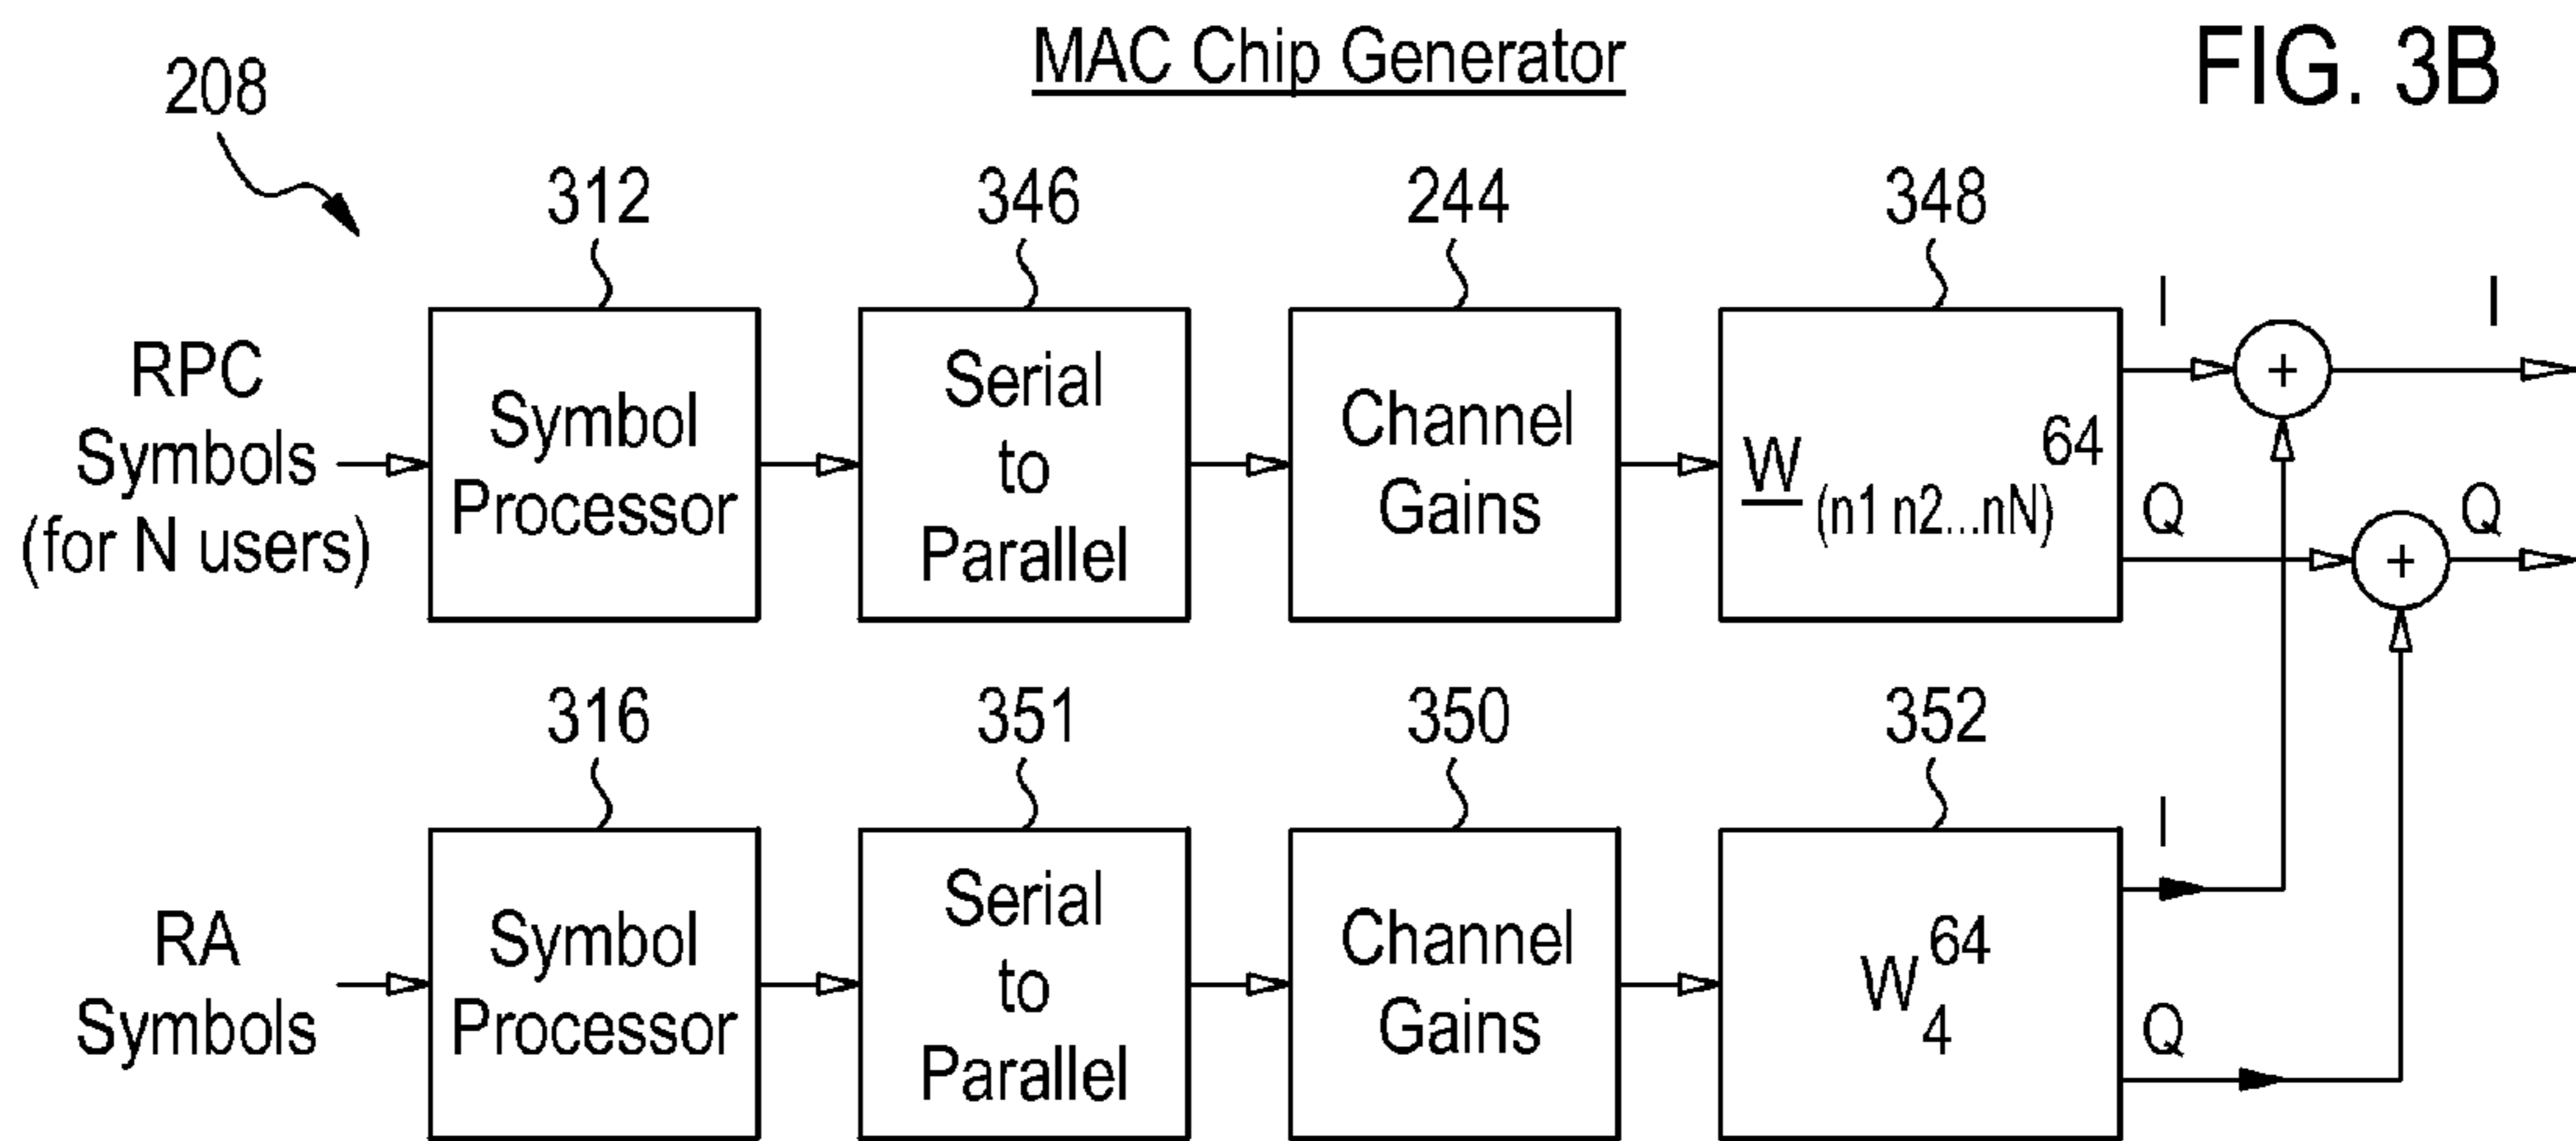 MAC Chip Generator
FIG. 3B
208
312
346
244
348
RPC
Symbols
(for N users)
Symbol
Processor
Serial
to
Parallel
Channel
Gains
W (n1 n2...nN) 64
I
Q
+
+
I
Q
316
351
350
352
RA
Symbols
Symbol
Processor
Serial
to
Parallel
Channel
Gains
W 64 4
I
Q